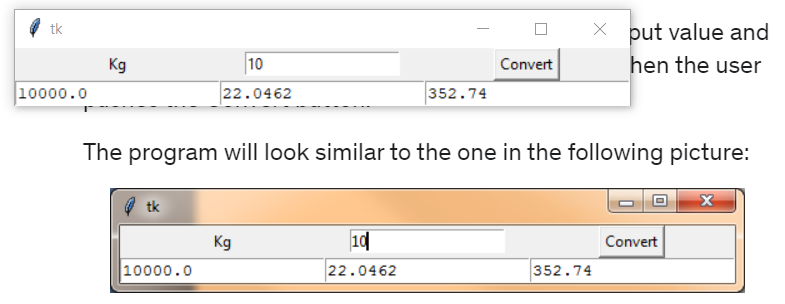 tk
put value and
Kg 10 Convert
hen the user
10000.0 22.0462 352.74
The program will look similar to the one in the following picture:
tk
Kg 10 Convert
10000.0 22.0462 352.74